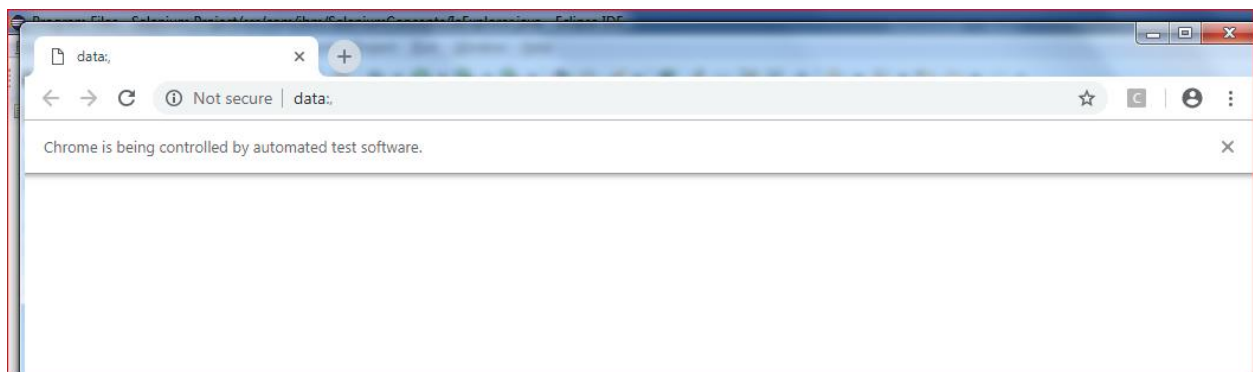 data:,
Not secure | data:,
C
Chrome is being controlled by automated test software.